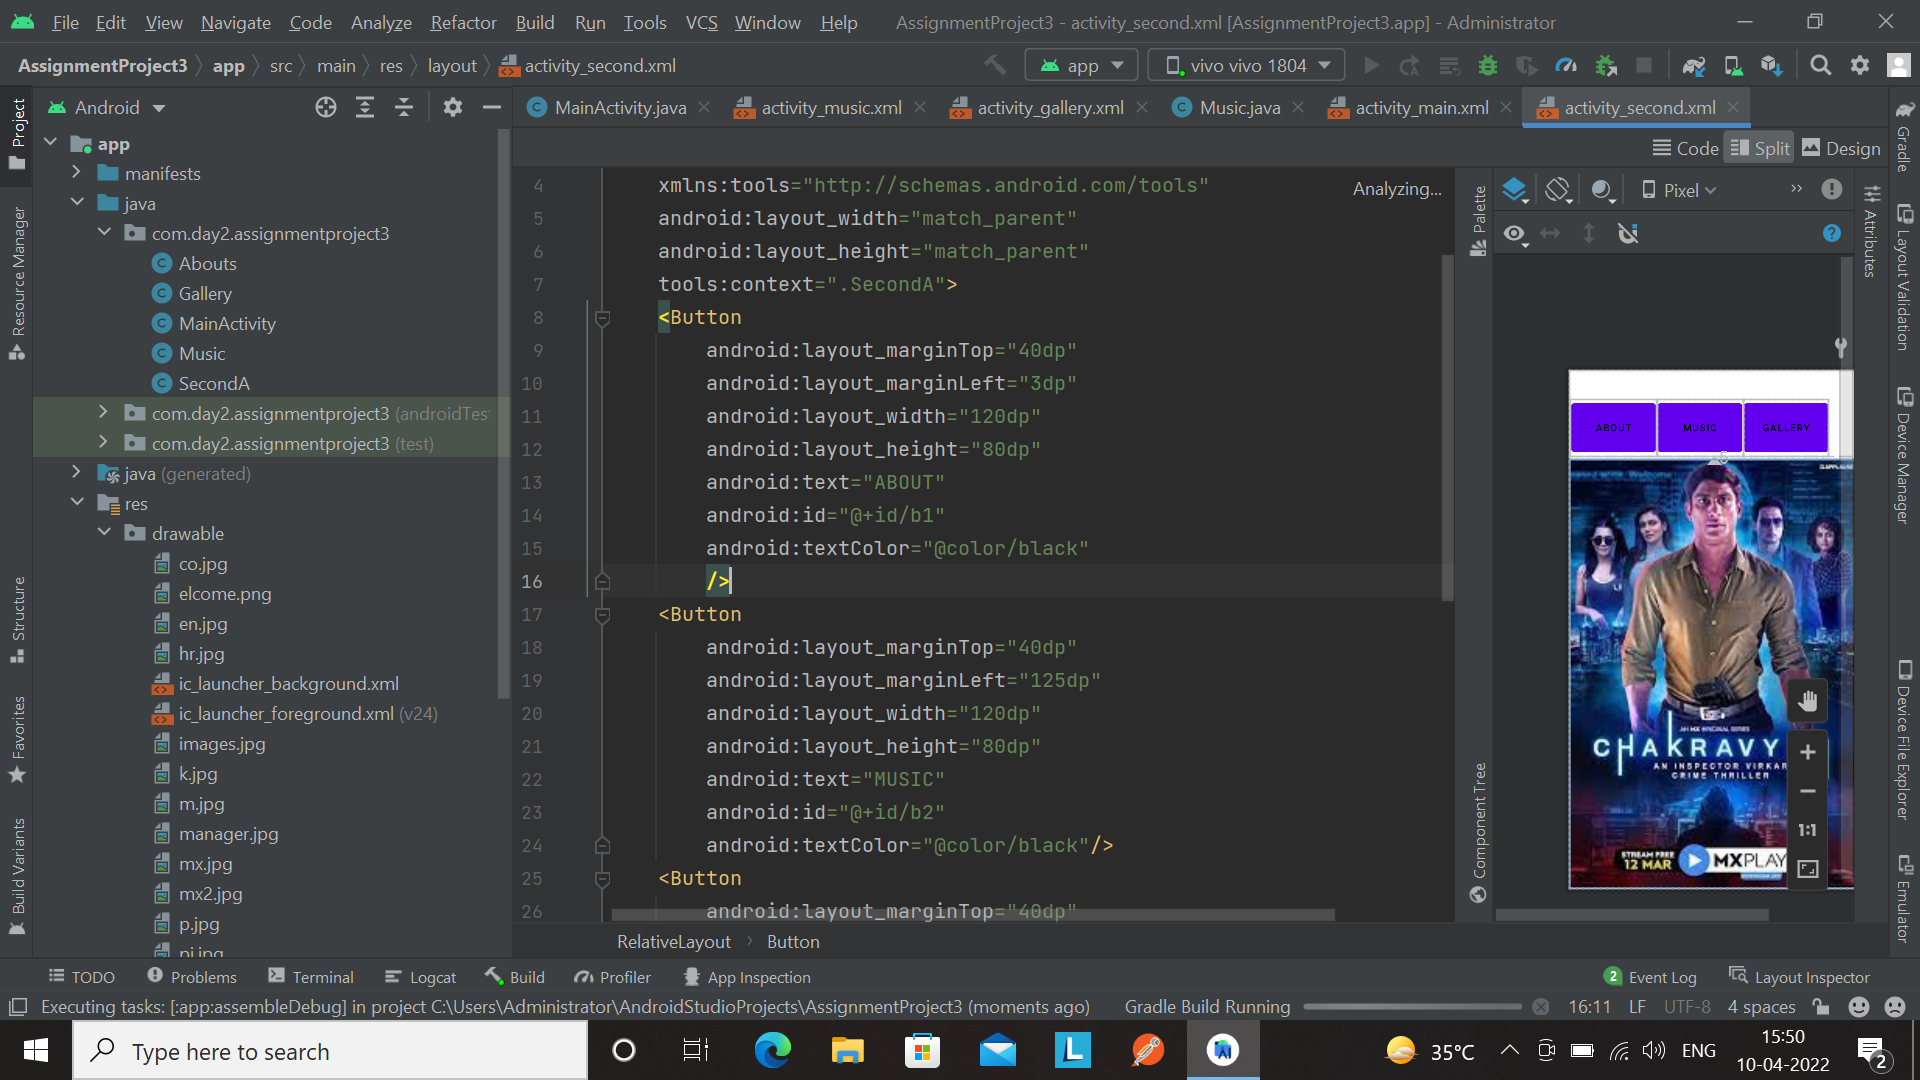 File Edit View Navigate Code Analyze Refactor Build Run Tools VCS Window Help AssignmentProject3 - activity_second.xml [AssignmentProject3.app] - Administrator
AssignmentProject3 app src main res layout activity_second.xml
app vivo vivo 1804
Android
MainActivity.java activity_music.xml activity_gallery.xml Music.java activity_main.xml activity_second.xml
Code Split Design
Project
Resource Manager
Structure
Favorites
Build Variants
app
manifests
java
com.day2.assignmentproject3
Abouts
Gallery
MainActivity
Music
SecondA
com.day2.assignmentproject3 (androidTes
com.day2.assignmentproject3 (test)
java (generated)
res
drawable
co.jpg
elcome.png
en.jpg
hr.jpg
ic_launcher_background.xml
ic_launcher_foreground.xml (v24)
images.jpg
k.jpg
m.jpg
manager.jpg
mx.jpg
mx2.jpg
p.jpg
Analyzing...
4 xmlns:tools="http://schemas.android.com/tools"
5 android:layout_width="match_parent"
6 android:layout_height="match_parent"
7 tools:context=".SecondA">
8 <Button
9 android:layout_marginTop="40dp"
10 android:layout_marginLeft="3dp"
11 android:layout_width="120dp"
12 android:layout_height="80dp"
13 android:text="ABOUT"
14 android:id="@+id/b1"
15 android:textColor="@color/black"
16 />
17 <Button
18 android:layout_marginTop="40dp"
19 android:layout_marginLeft="125dp"
20 android:layout_width="120dp"
21 android:layout_height="80dp"
22 android:text="MUSIC"
23 android:id="@+id/b2"
24 android:textColor="@color/black"/>
25 <Button
26 android:layout_marginTop="40dp"
RelativeLayout Button
Palette
Component Tree
Pixel
ABOUT MUSIC GALLERY
CHAKRAVY
AN INSPECTOR VIRKAR
CRIME THRILLER
STREAM FREE
12 MAR
MXPLAY
1:1
Attributes
Gradle
Layout Validation
Device Manager
Device File Explorer
Emulator
TODO Problems Terminal Logcat Build Profiler App Inspection 2 Event Log Layout Inspector
Executing tasks: [:app:assembleDebug] in project C:\Users\Administrator\AndroidStudioProjects\AssignmentProject3 (moments ago) Gradle Build Running 16:11 LF UTF-8 4 spaces
Type here to search
35°C ENG
15:50
10-04-2022
2